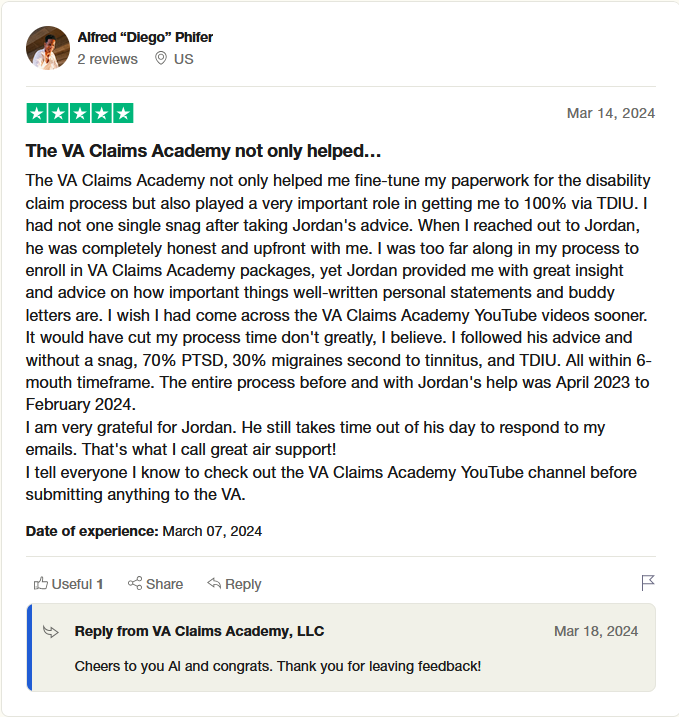 Alfred “Diego” Phifer
2 reviews US
Mar 14, 2024
The VA Claims Academy not only helped…
The VA Claims Academy not only helped me fine-tune my paperwork for the disability
claim process but also played a very important role in getting me to 100% via TDIU. I
had not one single snag after taking Jordan's advice. When I reached out to Jordan,
he was completely honest and upfront with me. I was too far along in my process to
enroll in VA Claims Academy packages, yet Jordan provided me with great insight
and advice on how important things well-written personal statements and buddy
letters are. I wish I had come across the VA Claims Academy YouTube videos sooner.
It would have cut my process time don't greatly, I believe. I followed his advice and
without a snag, 70% PTSD, 30% migraines second to tinnitus, and TDIU. All within 6-
mouth timeframe. The entire process before and with Jordan's help was April 2023 to
February 2024.
I am very grateful for Jordan. He still takes time out of his day to respond to my
emails. That's what I call great air support!
I tell everyone I know to check out the VA Claims Academy YouTube channel before
submitting anything to the VA.
Date of experience: March 07, 2024
Useful 1 Share Reply
Reply from VA Claims Academy, LLC Mar 18, 2024
Cheers to you Al and congrats. Thank you for leaving feedback!